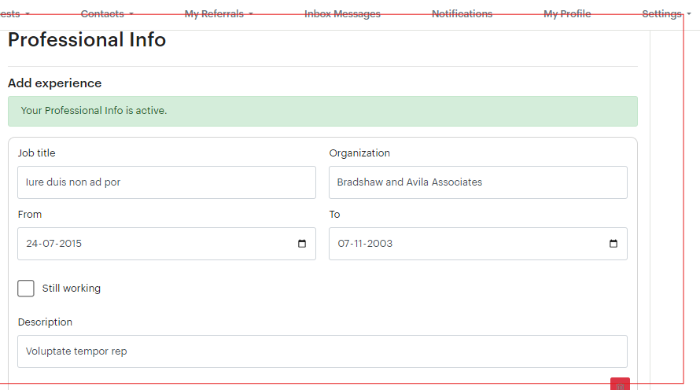 ests Contacts My Referrals Inbox Messages Notifications My Profile Settings
Professional Info
Add experience
Your Professional Info is active.
Job title Organization
Iure duis non ad por Bradshaw and Avila Associates
From To
24-07-2015 07-11-2003
Still working
Desoription
Voluptate tempor rep